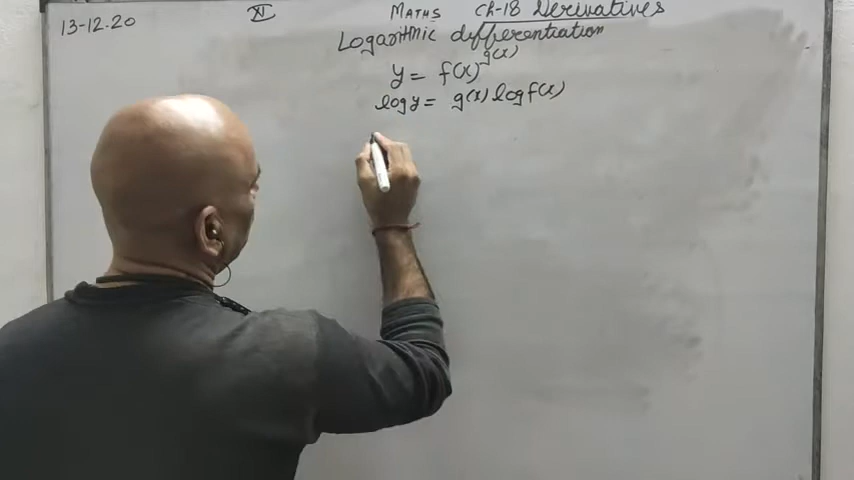 13-12.20
XI
MATHS Ch-18 Derivatives
Logarithmic differentiation
y = f(x)^g(x)
log y = g(x) log f(x)